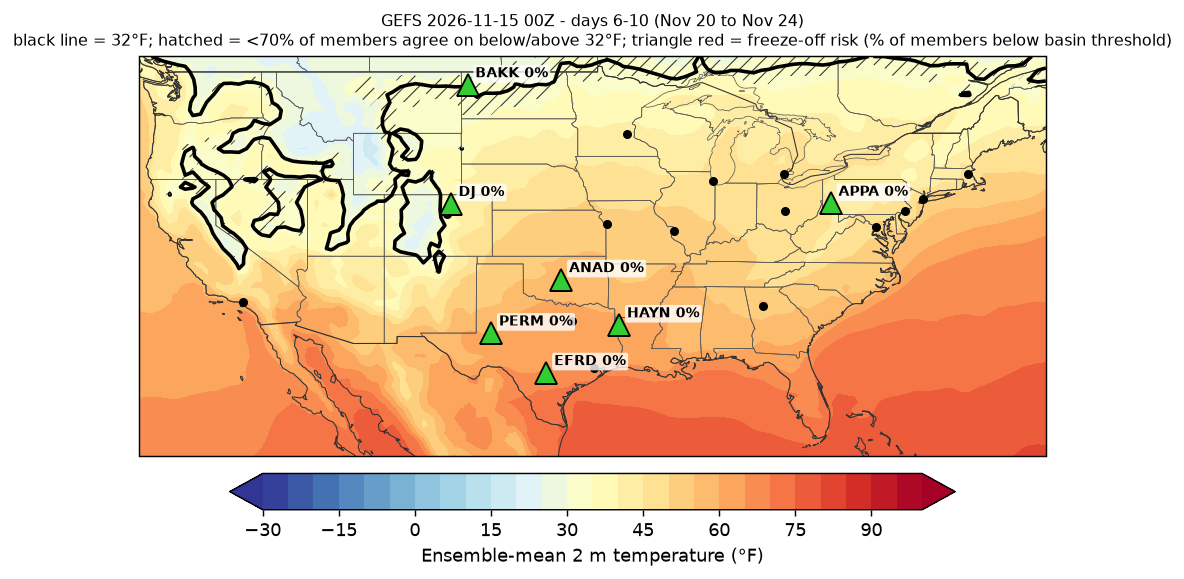 GEFS 2026-11-15 00Z - days 6-10 (Nov 20 to Nov 24)
black line = 32°F; hatched = <70% of members agree on below/above 32°F; triangle red = freeze-off risk (% of members below basin threshold)
BAKK 0%
DJ 0%
APPA 0%
ANAD 0%
HAYN 0%
PERM 0%
EFRD 0%
−30 −15 0 15 30 45 60 75 90
Ensemble-mean 2 m temperature (°F)